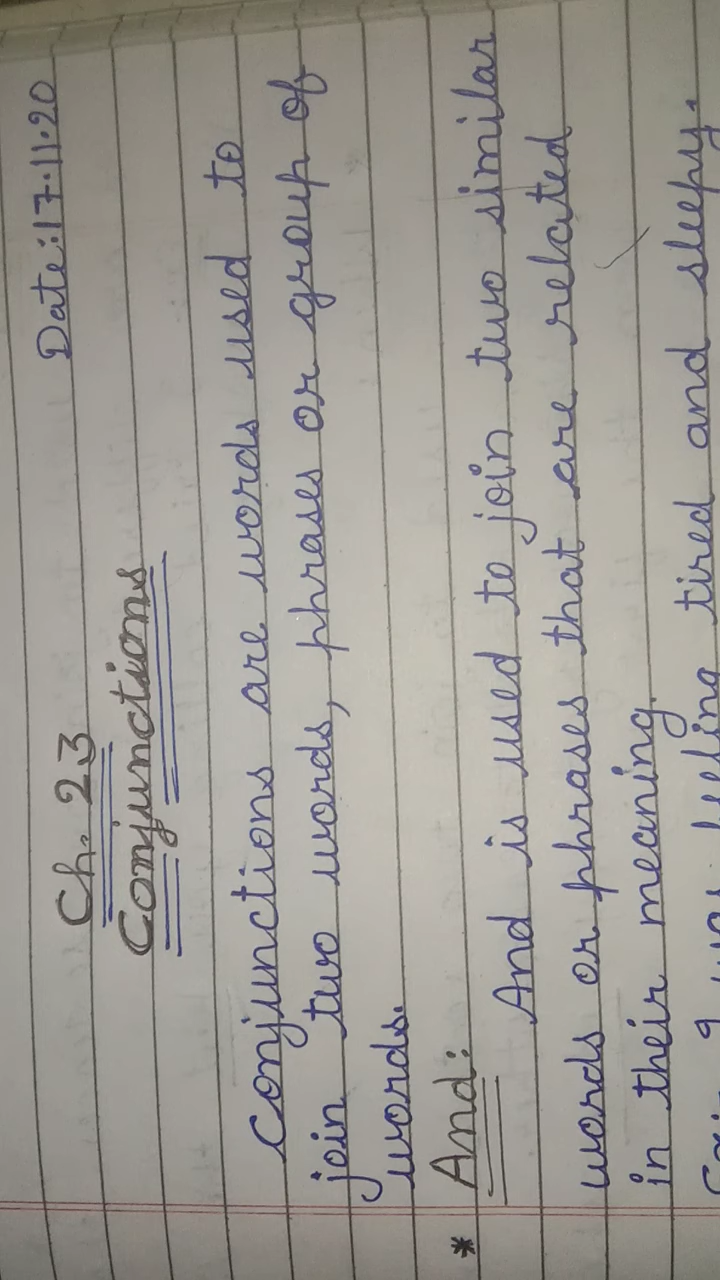 Date: 17.11.20
Ch. 23
Conjunctions
Conjunctions are words used to
join two words, phrases or group of
words.
* And:
And is used to join two similar
words or phrases that are related
in their meaning.
I was feeling tired and sleepy.